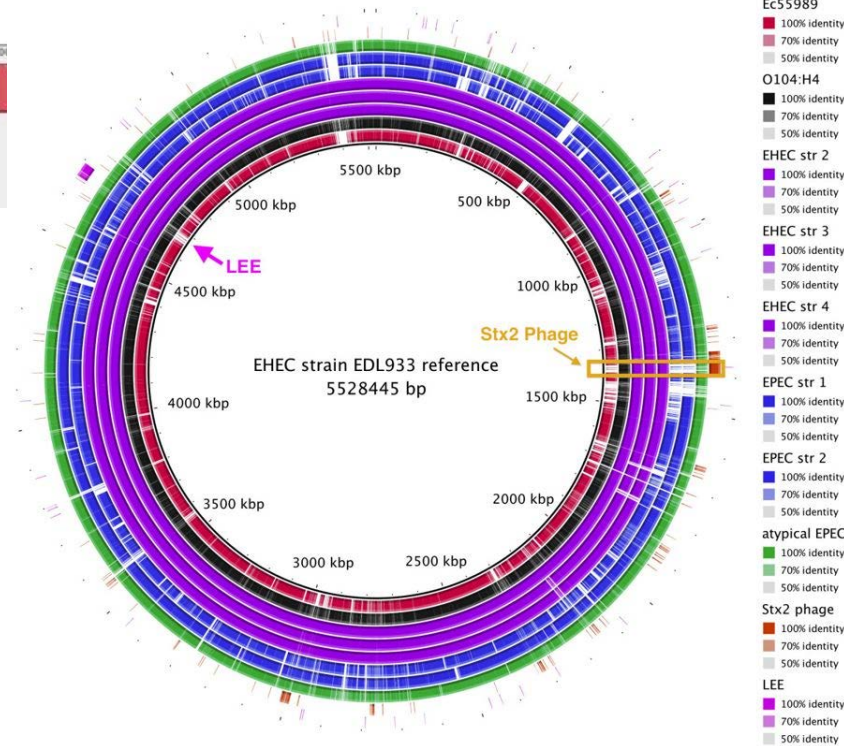 5500 kbp
5000 kbp
500 kbp
LEE
4500 kbp
1000 kbp
Stx2 Phage
EHEC strain EDL933 reference
5528445 bp
1500 kbp
4000 kbp
3500 kbp
2000 kbp
3000 kbp
2500 kbp
Ec55989
100% identity
70% identity
50% identity
O104:H4
100% identity
70% identity
50% identity
EHEC str 2
100% identity
70% identity
50% identity
EHEC str 3
100% identity
70% identity
50% identity
EHEC str 4
100% identity
70% identity
50% identity
EPEC str 1
100% identity
70% identity
50% identity
EPEC str 2
100% identity
70% identity
50% identity
atypical EPEC
100% identity
70% identity
50% identity
Stx2 phage
100% identity
70% identity
50% identity
LEE
100% identity
70% identity
50% identity